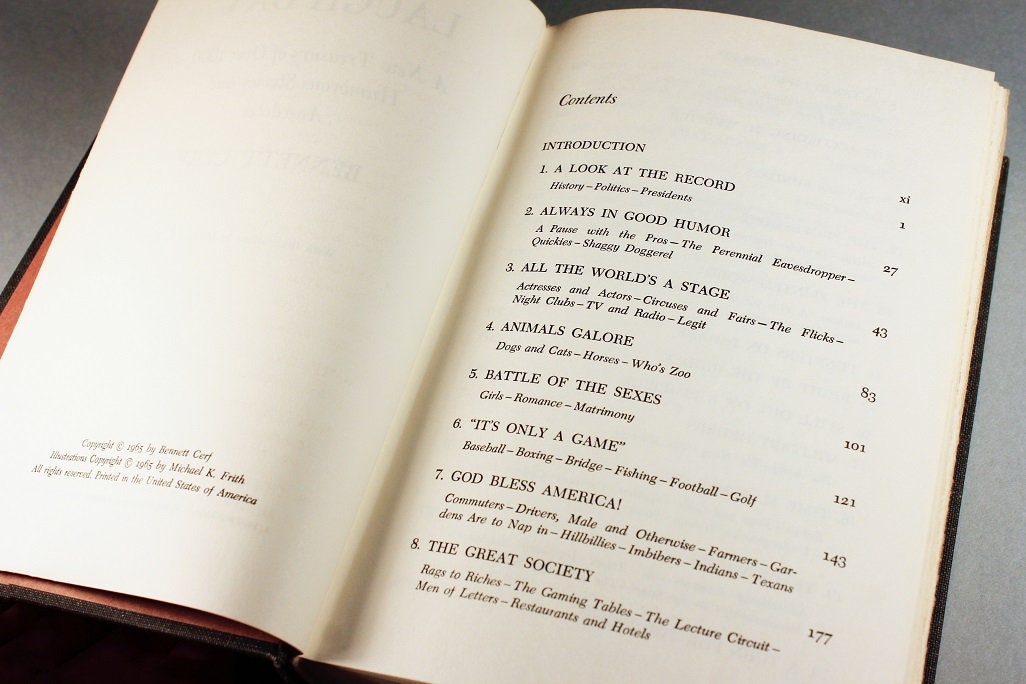 Copyright © 1965 by Bennett Cerf
Illustrations Copyright © 1965 by Michael K. Frith
All rights reserved. Printed in the United States of America
Contents
INTRODUCTION xi
1. A LOOK AT THE RECORD 1
History – Politics – Presidents
2. ALWAYS IN GOOD HUMOR 27
A Pause with the Pros – The Perennial Eavesdropper –
Quickies – Shaggy Doggerel
3. ALL THE WORLD'S A STAGE 43
Actresses and Actors – Circuses and Fairs – The Flicks –
Night Clubs – TV and Radio – Legit
4. ANIMALS GALORE 83
Dogs and Cats – Horses – Who's Zoo
5. BATTLE OF THE SEXES 101
Girls – Romance – Matrimony
6. "IT'S ONLY A GAME" 121
Baseball – Boxing – Bridge – Fishing – Football – Golf
7. GOD BLESS AMERICA! 143
Commuters – Drivers, Male and Otherwise – Farmers – Gar-
dens Are to Nap in – Hillbillies – Imbibers – Indians – Texans
8. THE GREAT SOCIETY 177
Rags to Riches – The Gaming Tables – The Lecture Circuit –
Men of Letters – Restaurants and Hotels